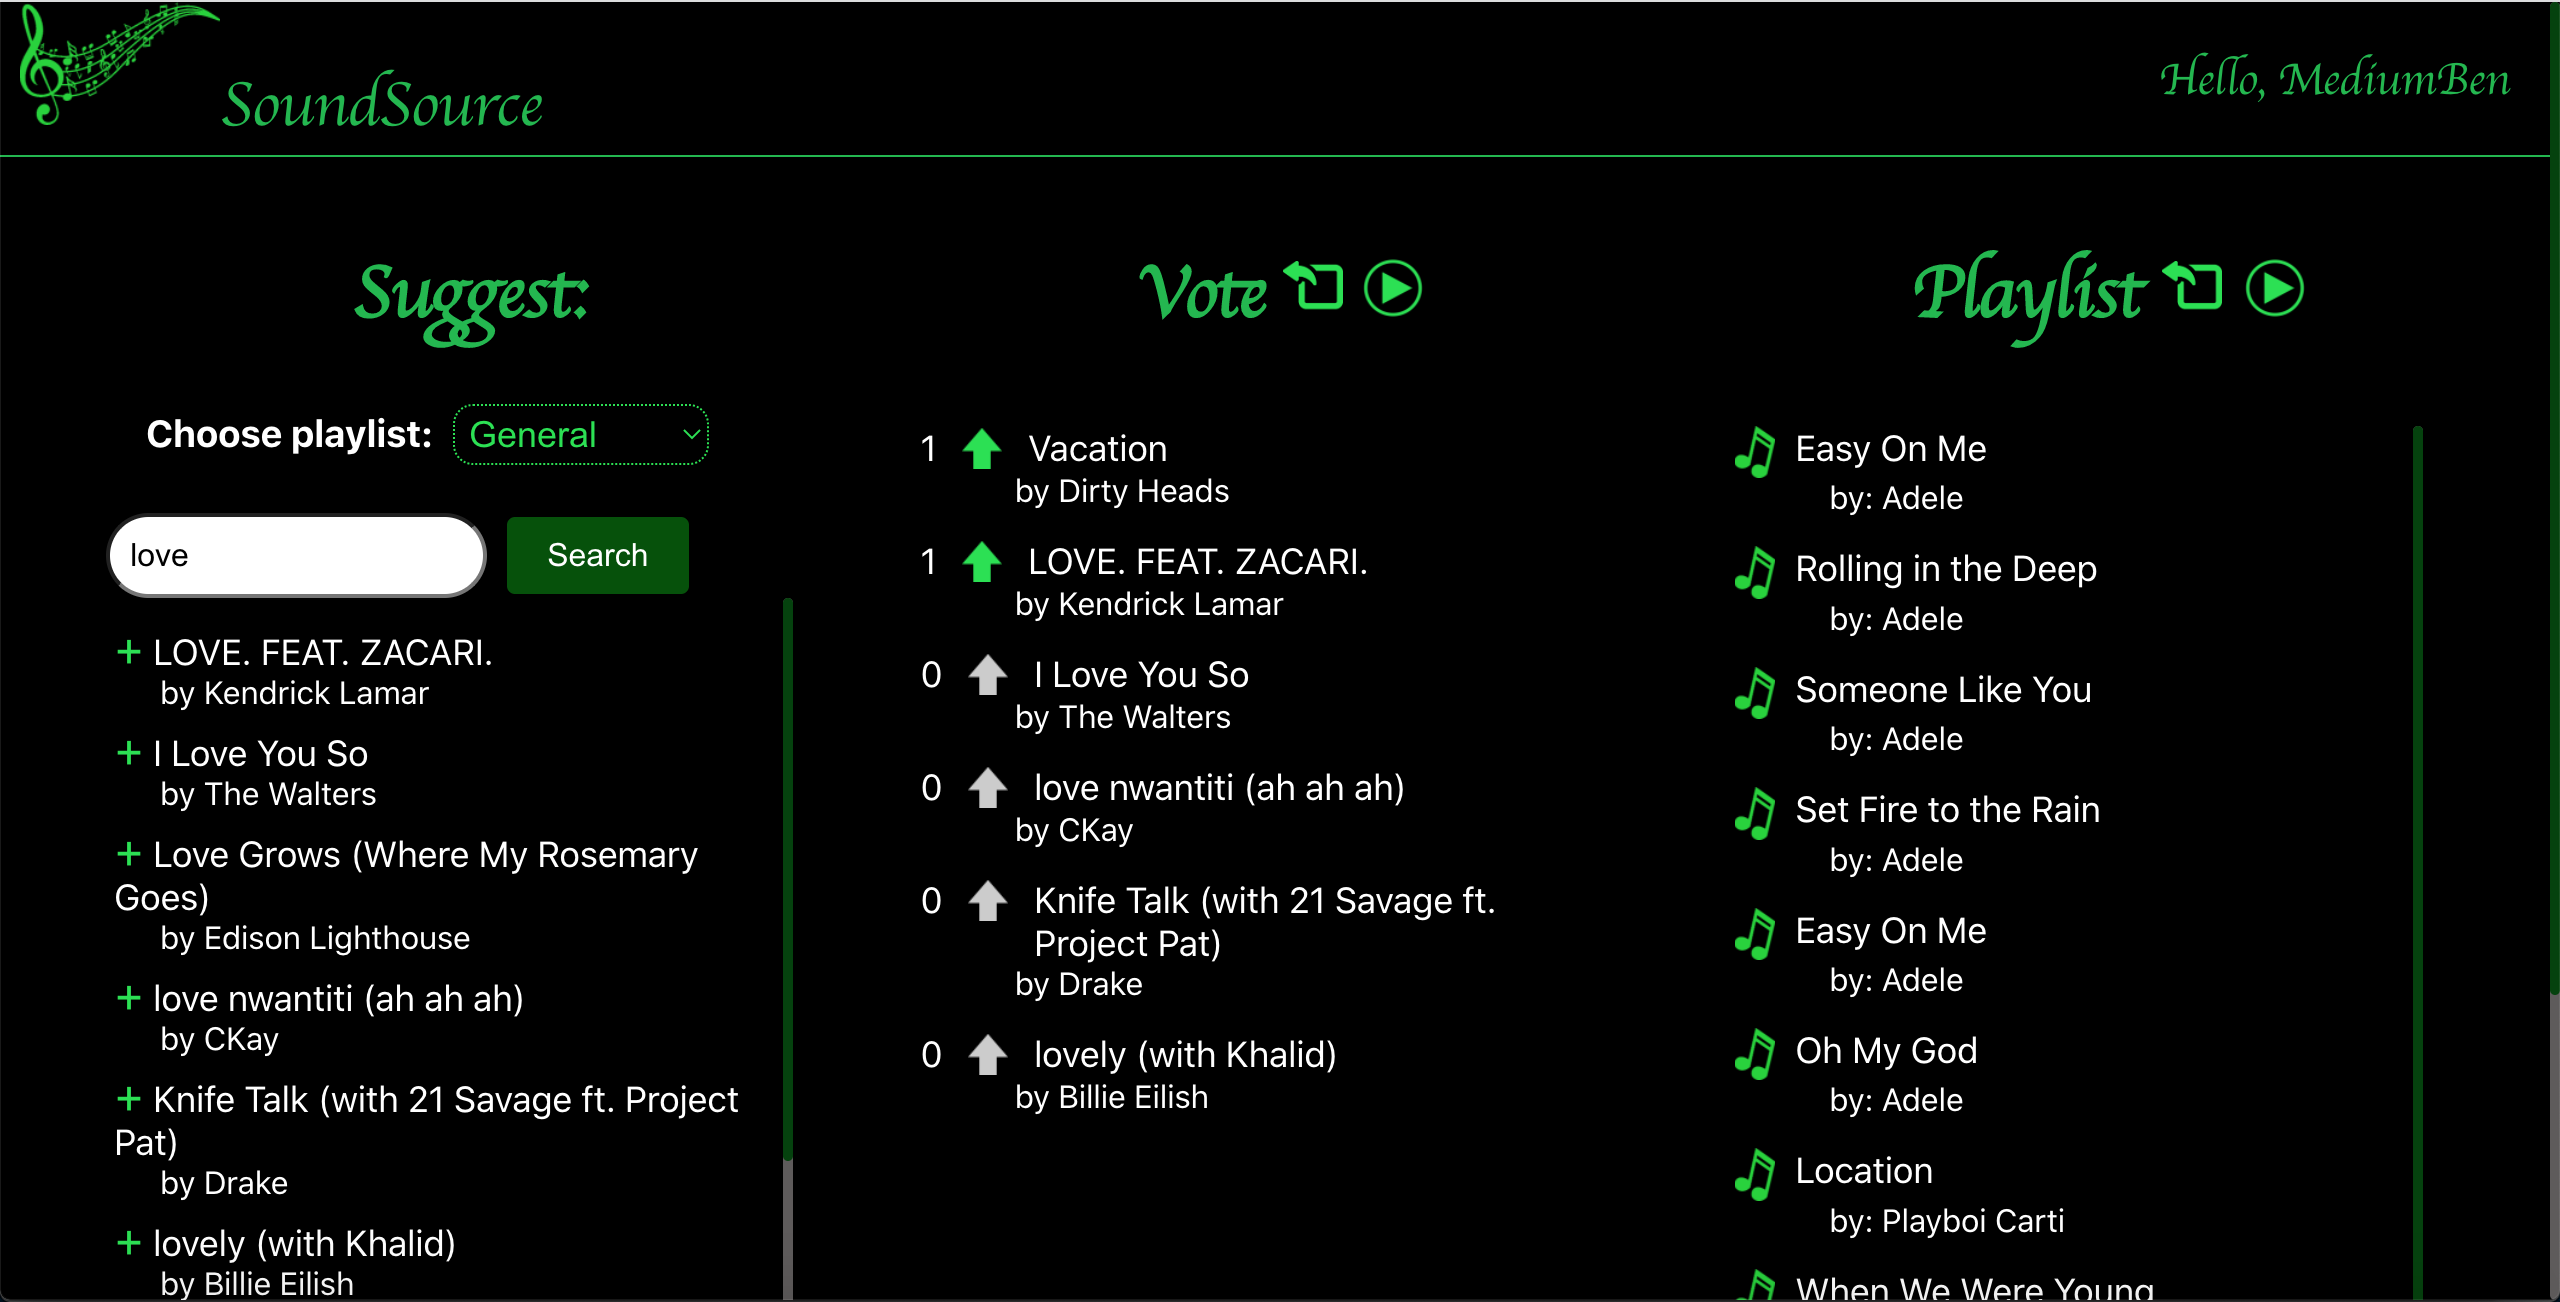 SoundSource
Hello, MediumBen
Suggest:
Choose playlist: General
love Search
+ LOVE. FEAT. ZACARI.
by Kendrick Lamar
+ I Love You So
by The Walters
+ Love Grows (Where My Rosemary
Goes)
by Edison Lighthouse
+ love nwantiti (ah ah ah)
by CKay
+ Knife Talk (with 21 Savage ft. Project
Pat)
by Drake
+ lovely (with Khalid)
by Billie Eilish
Vote
1 Vacation
by Dirty Heads
1 LOVE. FEAT. ZACARI.
by Kendrick Lamar
0 I Love You So
by The Walters
0 love nwantiti (ah ah ah)
by CKay
0 Knife Talk (with 21 Savage ft.
Project Pat)
by Drake
0 lovely (with Khalid)
by Billie Eilish
Playlist
Easy On Me
by: Adele
Rolling in the Deep
by: Adele
Someone Like You
by: Adele
Set Fire to the Rain
by: Adele
Easy On Me
by: Adele
Oh My God
by: Adele
Location
by: Playboi Carti
When We Were Young